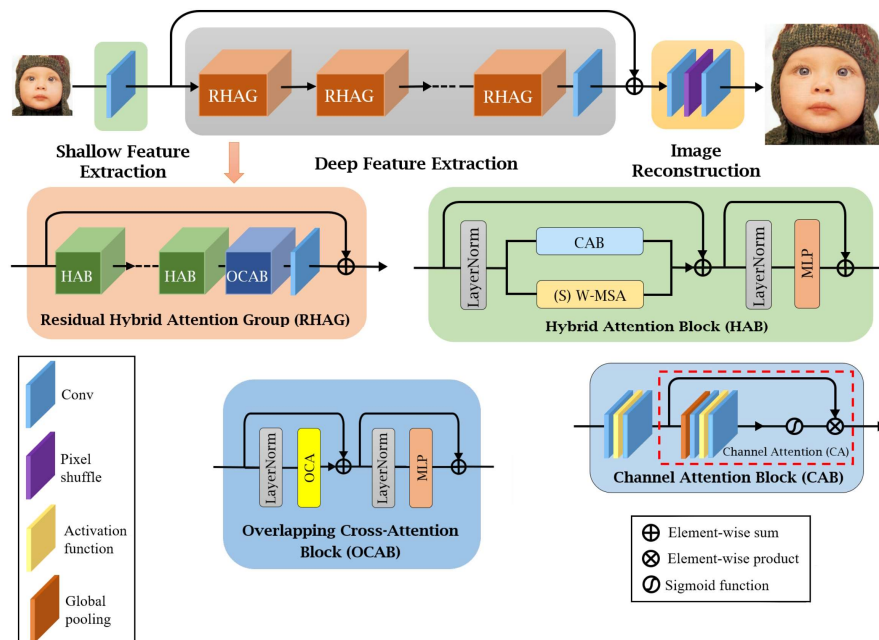 RHAG
RHAG
RHAG
Shallow Feature
Extraction
Deep Feature Extraction
Image
Reconstruction
HAB
HAB
OCAB
Residual Hybrid Attention Group (RHAG)
LayerNorm
CAB
(S) W-MSA
LayerNorm
MLP
Hybrid Attention Block (HAB)
Conv
Pixel
shuffle
Activation
function
Global
pooling
LayerNorm
OCA
LayerNorm
MLP
Overlapping Cross-Attention
Block (OCAB)
Channel Attention (CA)
Channel Attention Block (CAB)
Element-wise sum
Element-wise product
Sigmoid function